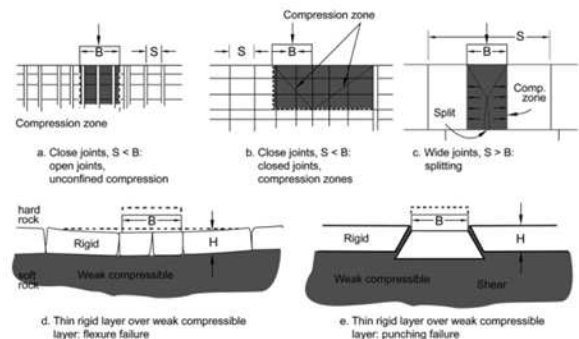 Compression zone
B
S
S
B
S
B
Compression zone
Split
Comp.
zone
a. Close joints, S < B:
open joints,
unconfined compression
b. Close joints, S < B:
closed joints,
compression zones
c. Wide joints, S > B:
splitting
hard
rock
B
Rigid
H
Weak compressible
soft
rock
B
Rigid
H
Weak compressible
Shear
d. Thin rigid layer over weak compressible
layer: flexure failure
e. Thin rigid layer over weak compressible
layer: punching failure